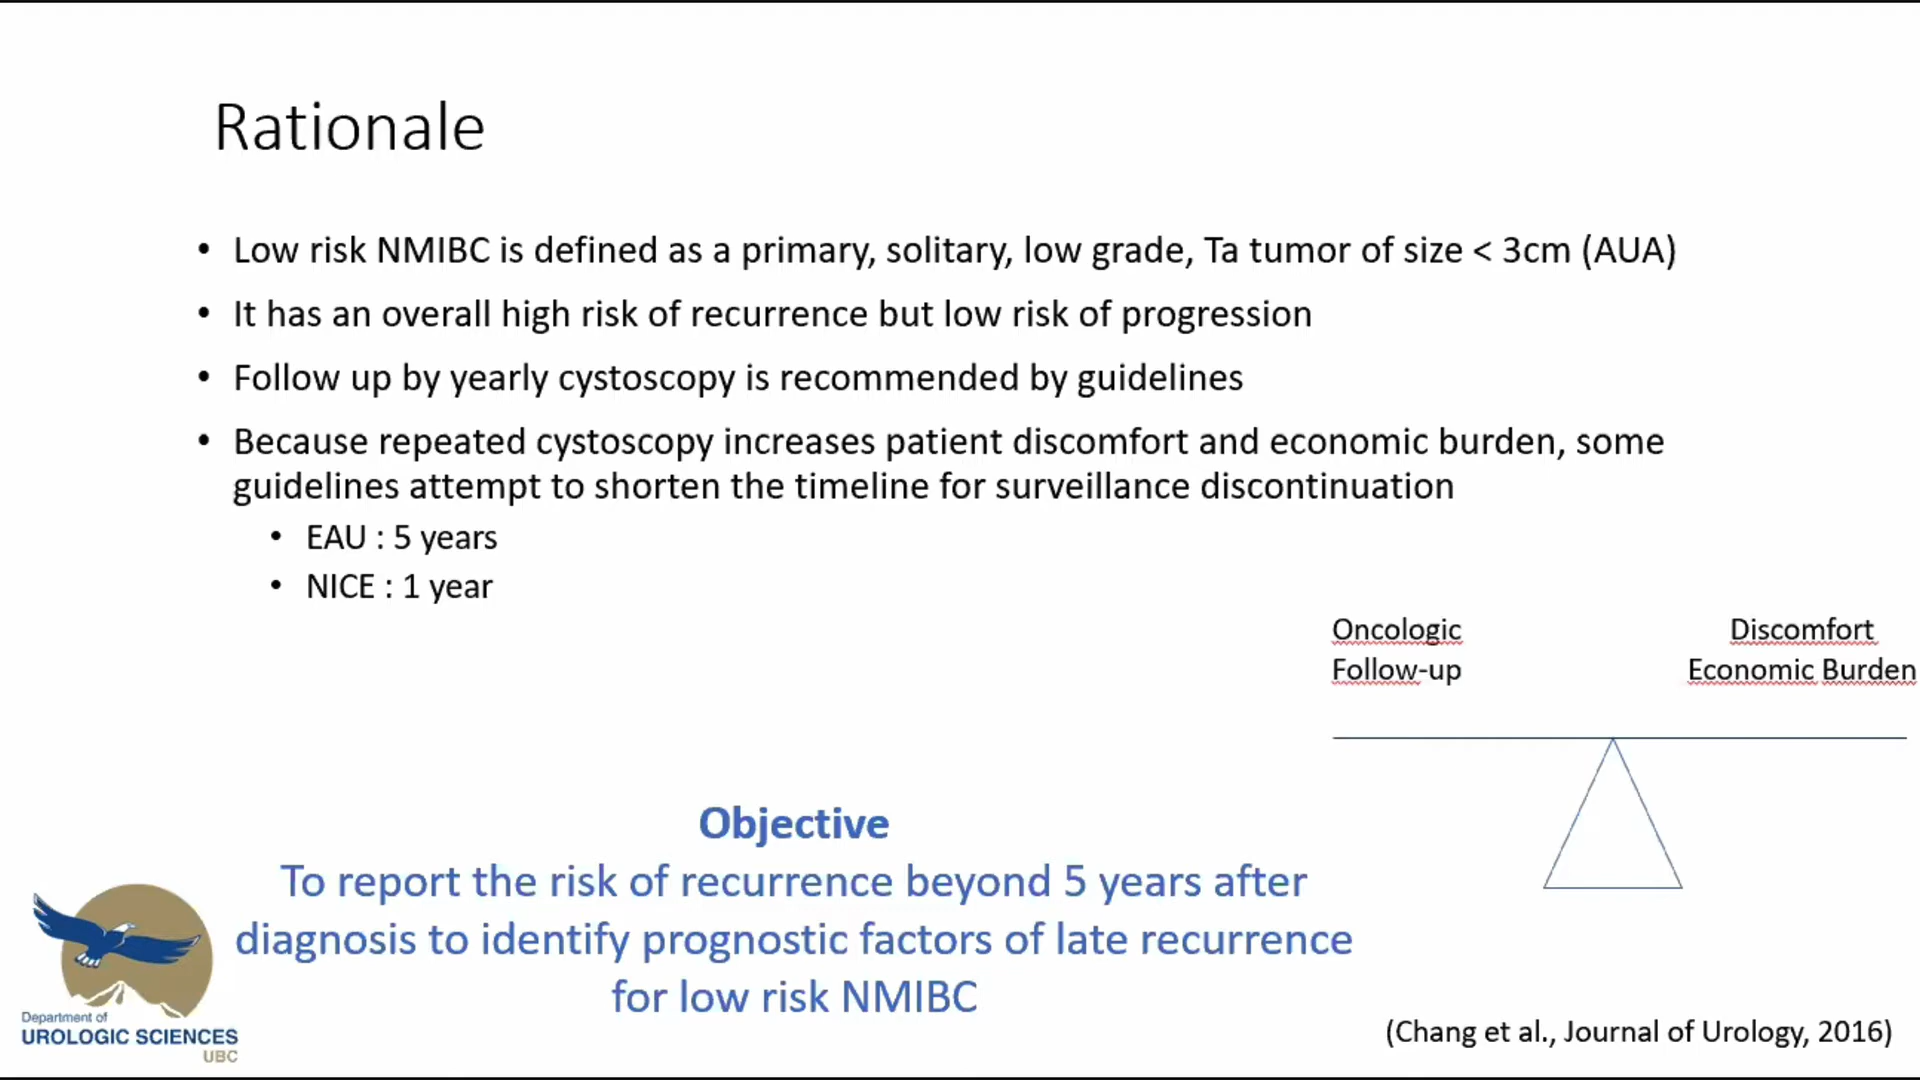 Rationale
• Low risk NMIBC is defined as a primary, solitary, low grade, Ta tumor of size < 3cm (AUA)
• It has an overall high risk of recurrence but low risk of progression
• Follow up by yearly cystoscopy is recommended by guidelines
• Because repeated cystoscopy increases patient discomfort and economic burden, some
guidelines attempt to shorten the timeline for surveillance discontinuation
• EAU : 5 years
• NICE : 1 year
Oncologic
Follow-up
Discomfort
Economic Burden
Objective
To report the risk of recurrence beyond 5 years after
diagnosis to identify prognostic factors of late recurrence
for low risk NMIBC
Department of
UROLOGIC SCIENCES
UBC
(Chang et al., Journal of Urology, 2016)